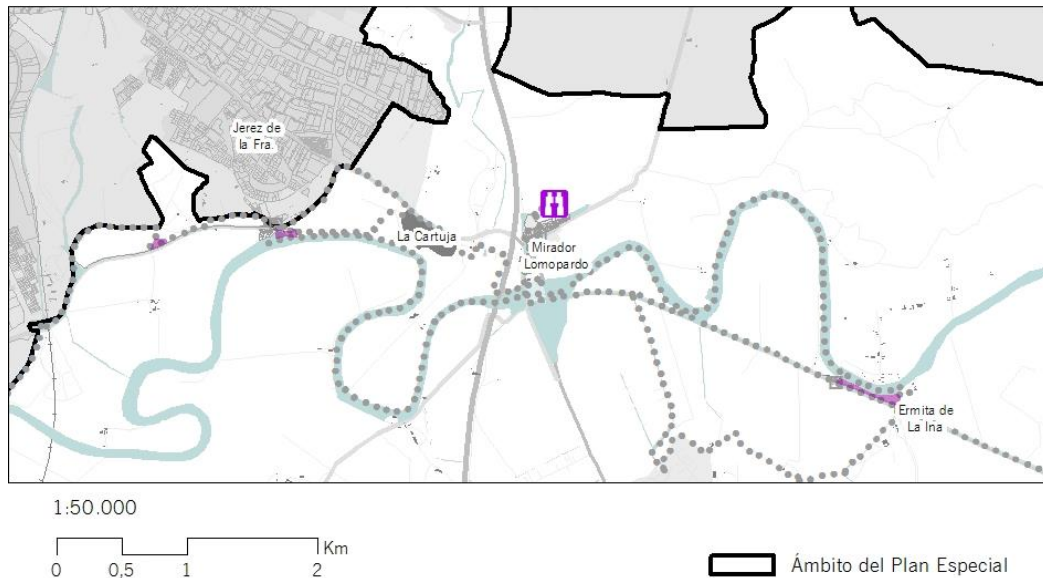 Jerez de
la Fra.
La Cartuja
Mirador
Lomopardo
Ermita de
La Ina
1:50.000
Km
0 0,5 1 2
Ámbito del Plan Especial